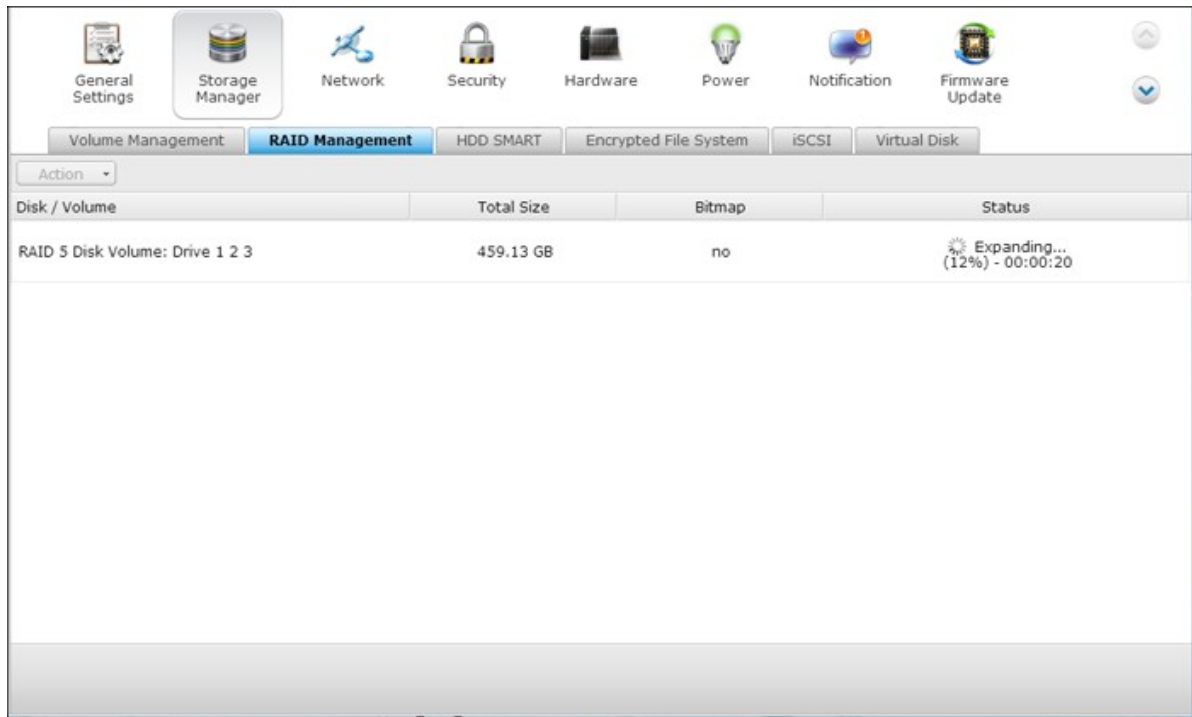 General
Settings
Storage
Manager
Network
Security
Hardware
Power
1
Notification
Firmware
Update
Volume Management
RAID Management
HDD SMART
Encrypted File System
iSCSI
Virtual Disk
Action
Disk / Volume Total Size Bitmap Status
RAID 5 Disk Volume: Drive 1 2 3 459.13 GB no Expanding...
(12%) - 00:00:20